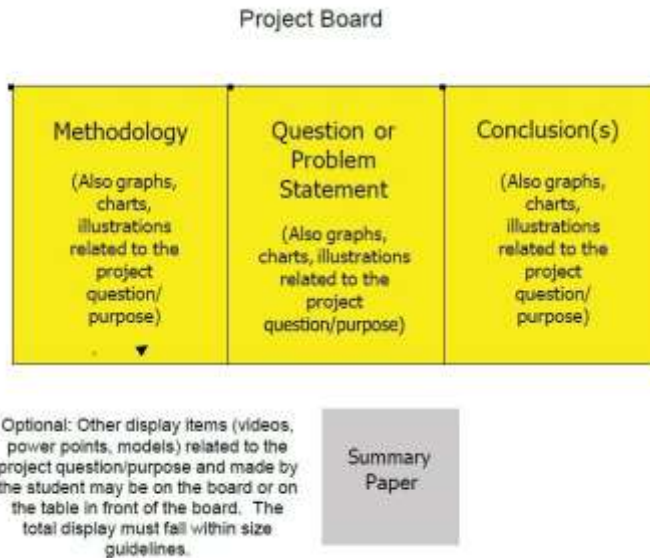 Project Board
Methodology
(Also graphs,
charts,
illustrations
related to the
project
question/
purpose)
Question or
Problem
Statement
(Also graphs,
charts, illustrations
related to the
project
question/purpose)
Conclusion(s)
(Also graphs,
charts,
illustrations
related to the
project
question/
purpose)
Optional: Other display items (videos,
power points, models) related to the
project question/purpose and made by
the student may be on the board or on
the table in front of the board. The
total display must fall within size
guidelines.
Summary
Paper